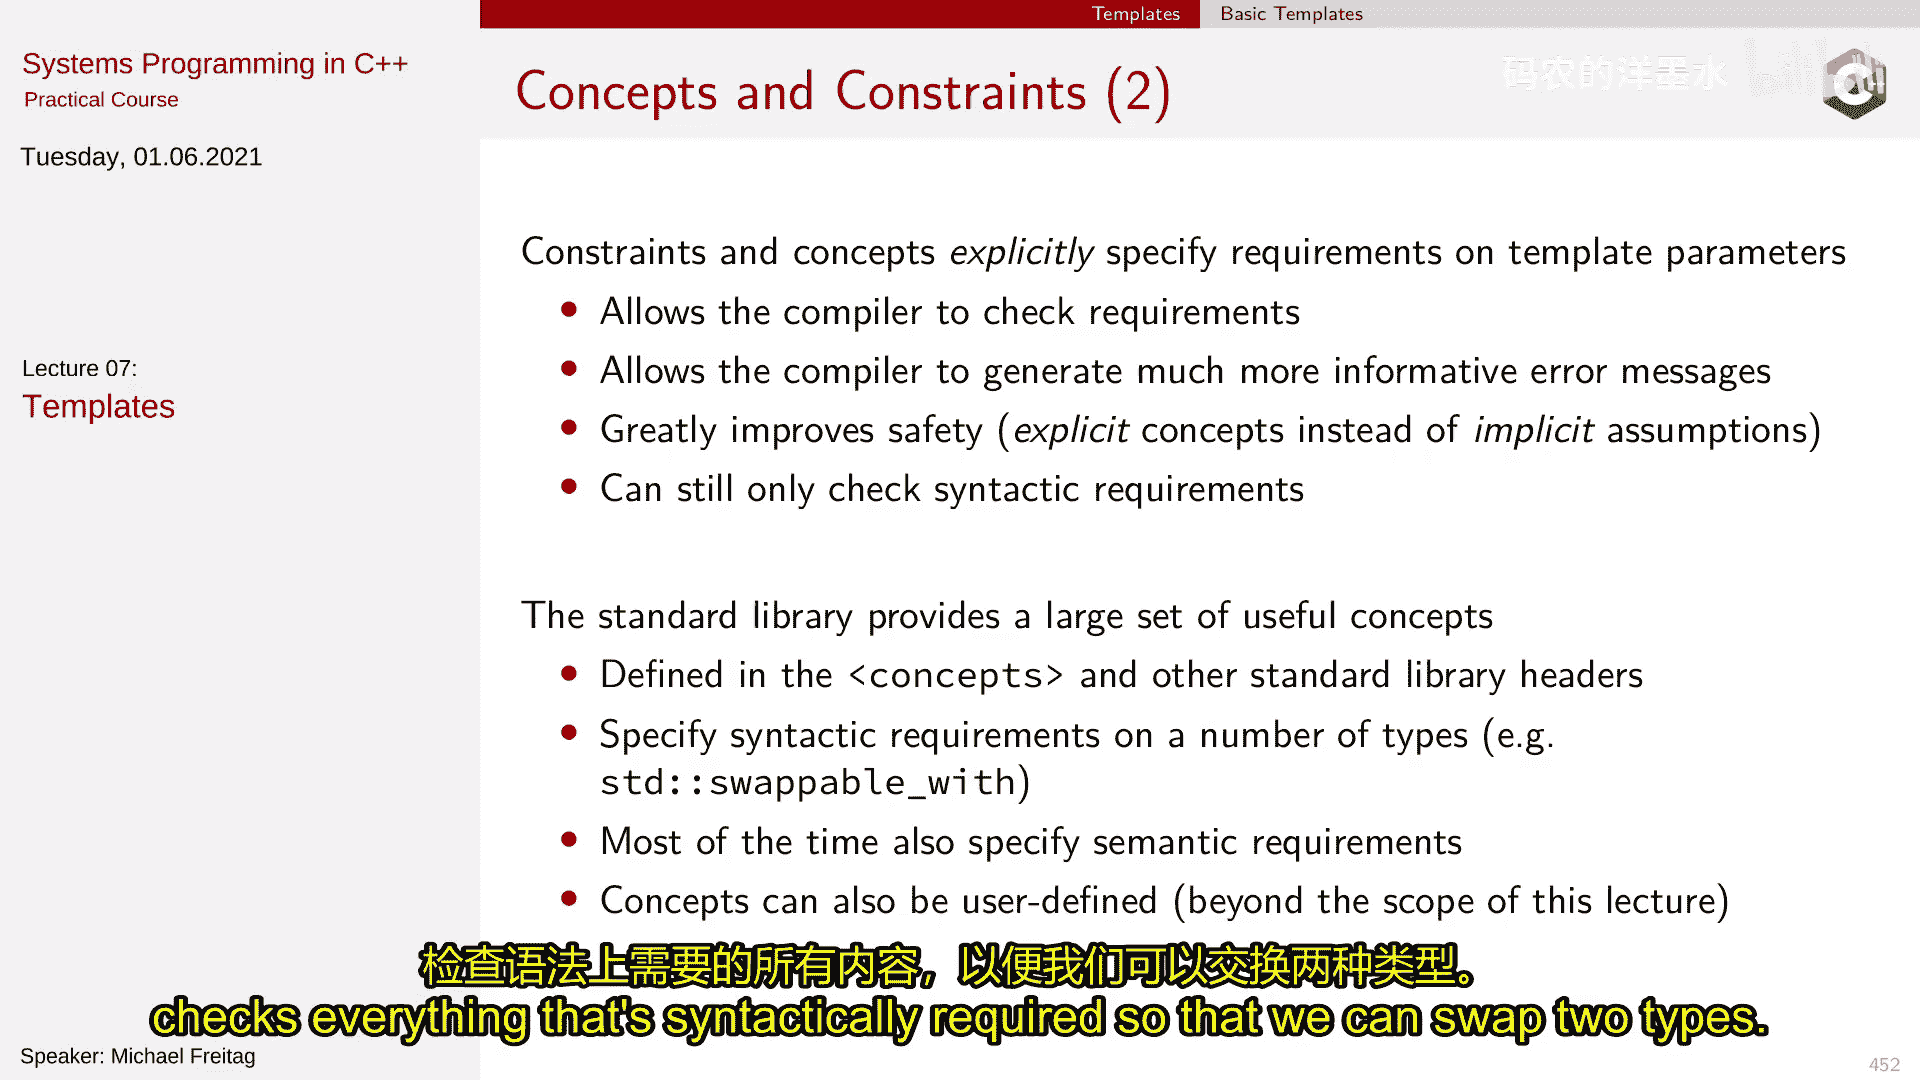 Templates Basic Templates
Systems Programming in C++
Practical Course
Tuesday, 01.06.2021
Lecture 07:
Templates
Concepts and Constraints (2)
码农的洋墨水
Constraints and concepts explicitly specify requirements on template parameters
• Allows the compiler to check requirements
• Allows the compiler to generate much more informative error messages
• Greatly improves safety (explicit concepts instead of implicit assumptions)
• Can still only check syntactic requirements
The standard library provides a large set of useful concepts
• Defined in the <concepts> and other standard library headers
• Specify syntactic requirements on a number of types (e.g.
std::swappable_with)
• Most of the time also specify semantic requirements
• Concepts can also be user-defined (beyond the scope of this lecture)
检查语法上需要的所有内容，以便我们可以交换两种类型。
checks everything that's syntactically required so that we can swap two types.
Speaker: Michael Freitag
452